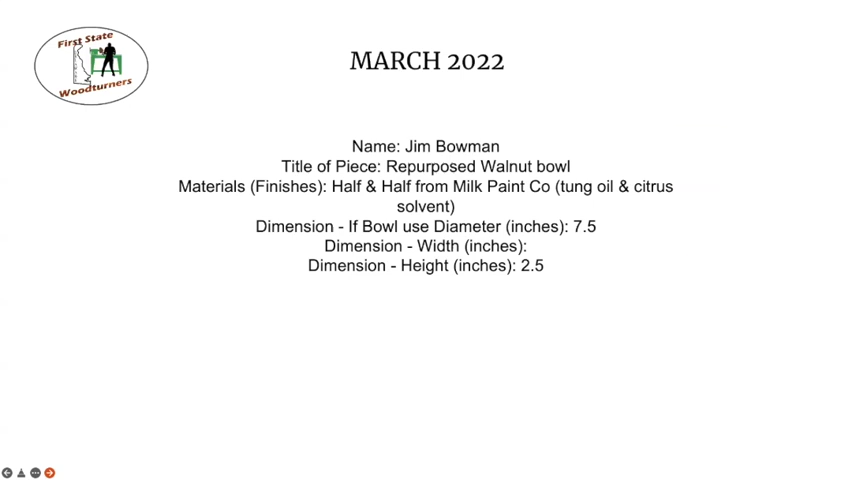 First State
Woodturners
MARCH 2022
Name: Jim Bowman
Title of Piece: Repurposed Walnut bowl
Materials (Finishes): Half & Half from Milk Paint Co (tung oil & citrus
solvent)
Dimension - If Bowl use Diameter (inches): 7.5
Dimension - Width (inches):
Dimension - Height (inches): 2.5